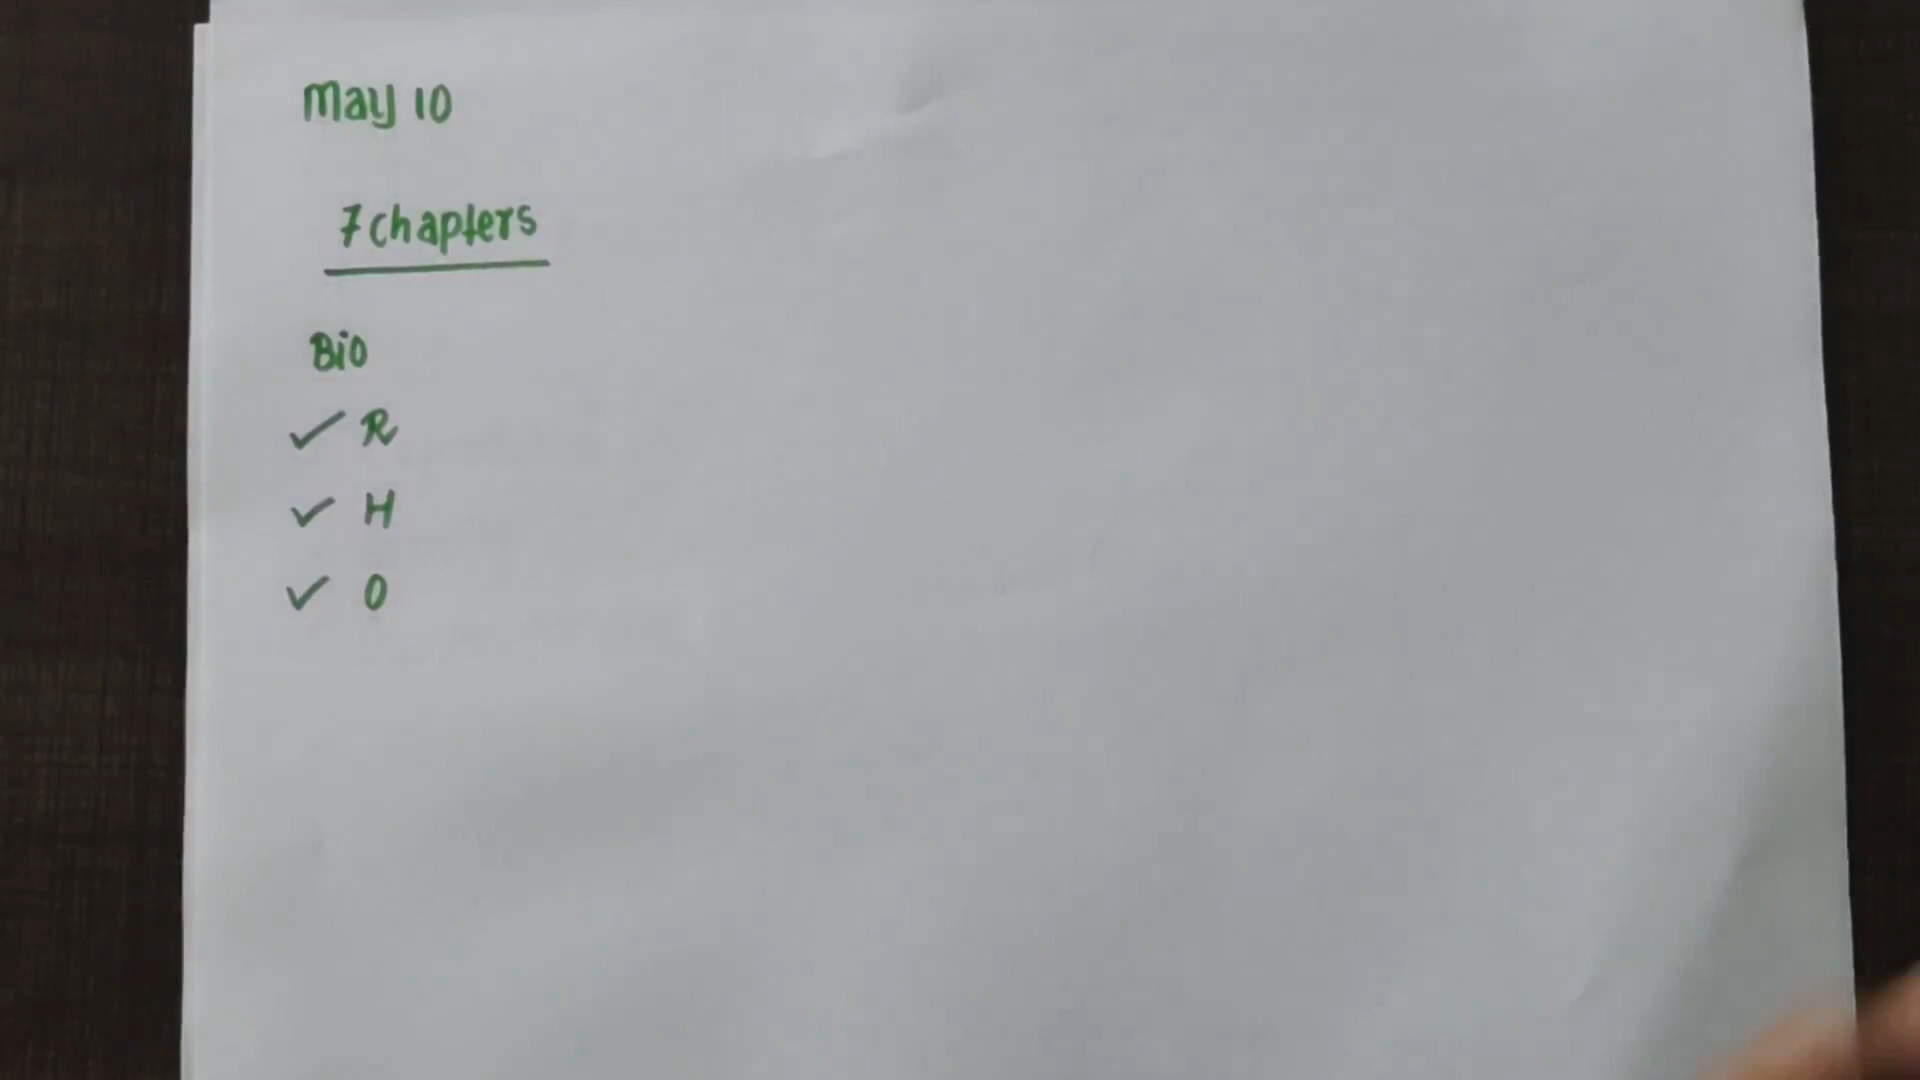 May 10
7 chapters
Bio
✓ R
✓ H
✓ O